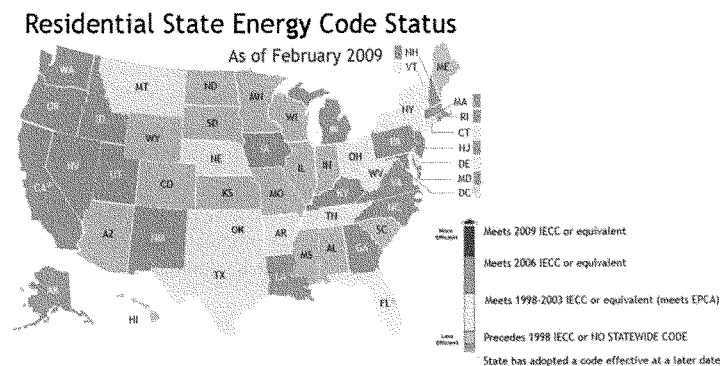 Residential State Energy Code Status
As of February 2009
NH
VT
ME
WA
MT
ND
MN
OR
ID
SD
WI
NY
MA
RI
WY
MI
CT
NE
IA
PA
NJ
NV
UT
IL
IN
OH
DE
CA
CO
WV
MD
KS
MO
KY
VA
DC
TN
NC
AZ
NM
OK
AR
SC
MS
AL
GA
TX
LA
FL
AK
HI
More Efficient
Meets 2009 IECC or equivalent
Meets 2006 IECC or equivalent
Meets 1998-2003 IECC or equivalent (meets EPCA)
Less Efficient
Precedes 1998 IECC or NO STATEWIDE CODE
State has adopted a code effective at a later date